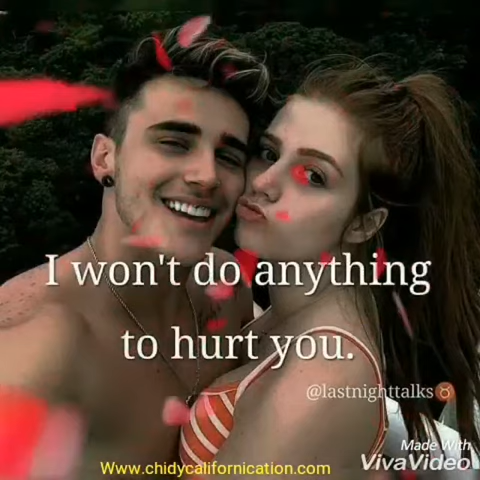 I won't do anything
to hurt you.
@lastnighttalks♉
Made With
VivaVideo
Www.chidycalifornication.com